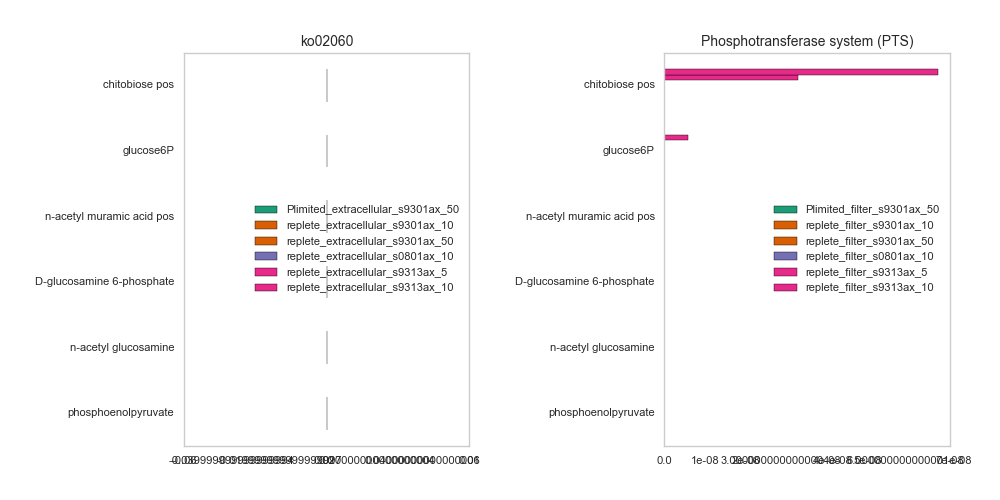 ko02060
chitobiose pos
glucose6P
n-acetyl muramic acid pos
D-glucosamine 6-phosphate
n-acetyl glucosamine
phosphoenolpyruvate
Plimited_extracellular_s9301ax_50
replete_extracellular_s9301ax_10
replete_extracellular_s9301ax_50
replete_extracellular_s0801ax_10
replete_extracellular_s9313ax_5
replete_extracellular_s9313ax_10
Phosphotransferase system (PTS)
chitobiose pos
glucose6P
n-acetyl muramic acid pos
D-glucosamine 6-phosphate
n-acetyl glucosamine
phosphoenolpyruvate
Plimited_filter_s9301ax_50
replete_filter_s9301ax_10
replete_filter_s9301ax_50
replete_filter_s0801ax_10
replete_filter_s9313ax_5
replete_filter_s9313ax_10
0.0 1e-08